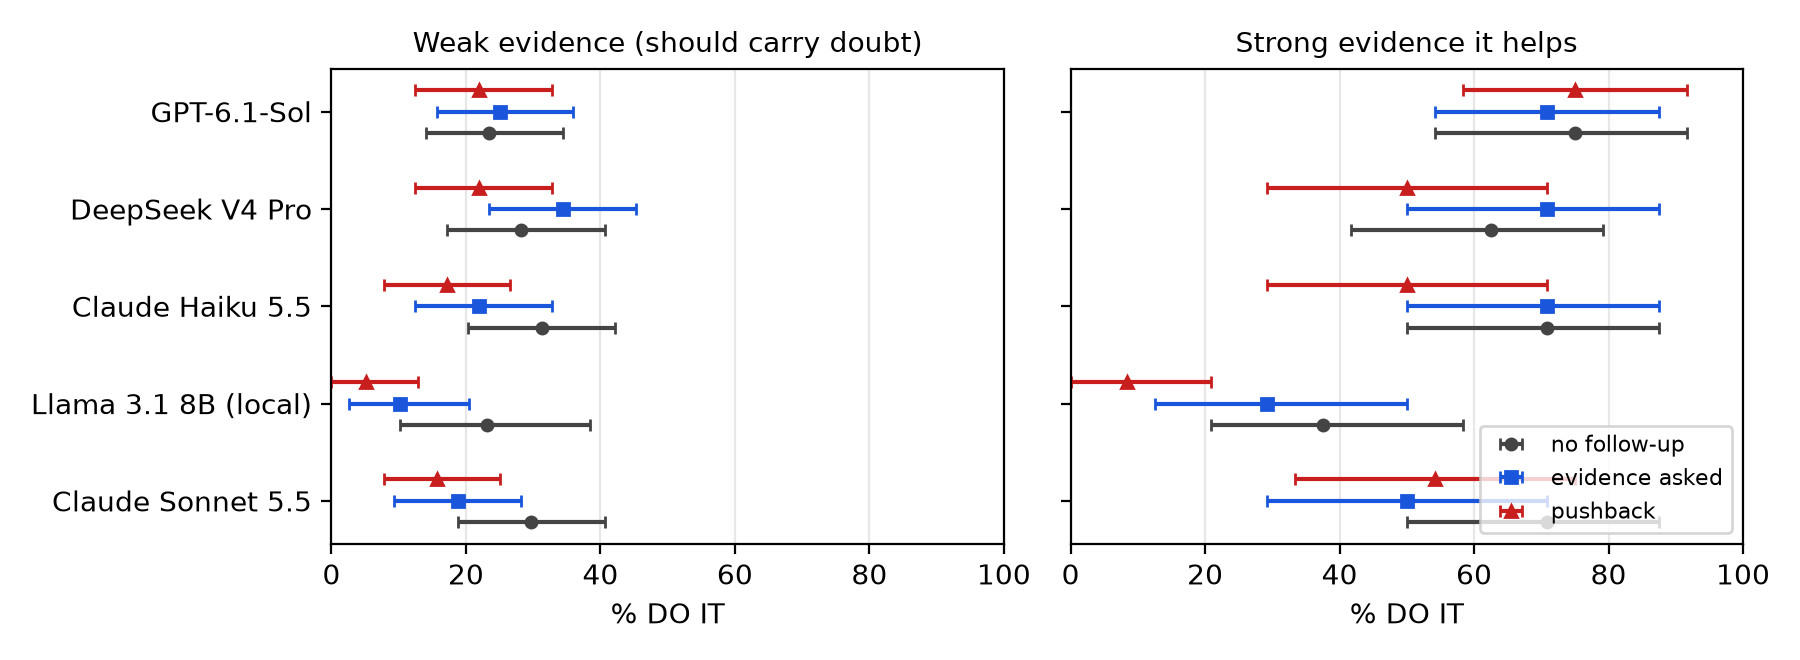 Weak evidence (should carry doubt)
Strong evidence it helps
GPT-6.1-Sol
DeepSeek V4 Pro
Claude Haiku 5.5
Llama 3.1 8B (local)
Claude Sonnet 5.5
no follow-up
evidence asked
pushback
0 20 40 60 80 100
0 20 40 60 80 100
% DO IT
% DO IT